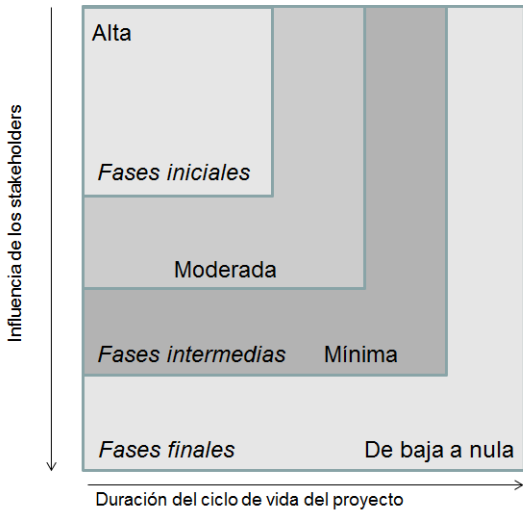 Alta
Influencia de los stakeholders
Fases iniciales
Moderada
Fases intermedias Mínima
Fases finales De baja a nula
Duración del ciclo de vida del proyecto